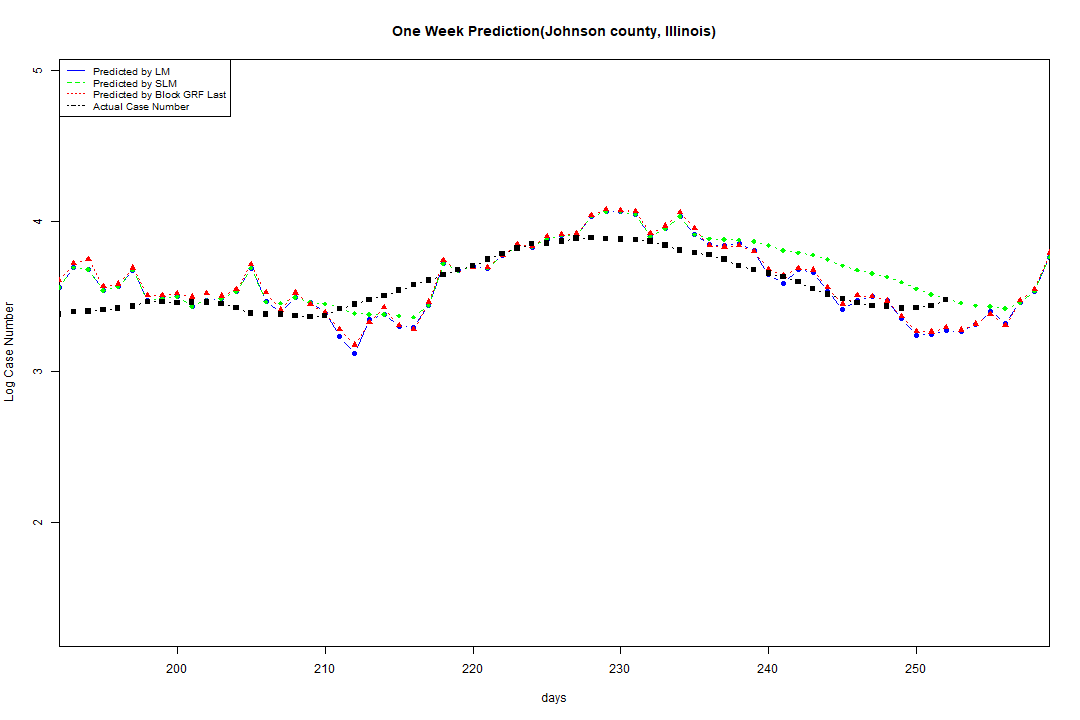 One Week Prediction(Johnson county, Illinois)
Predicted by LM
Predicted by SLM
Predicted by Block GRF Last
Actual Case Number
5
4
3
2
Log Case Number
200 210 220 230 240 250
days